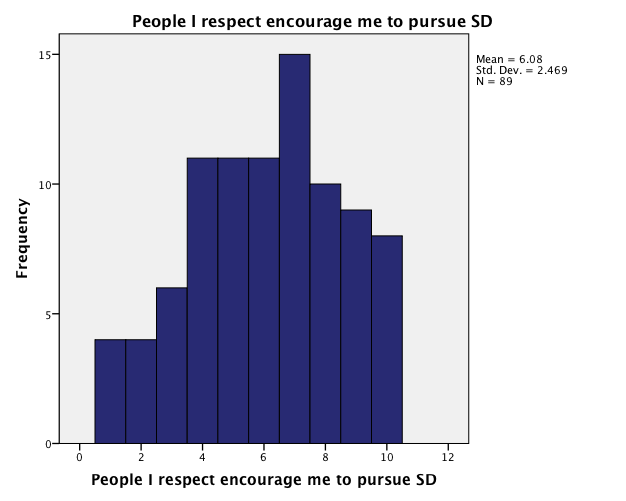 People I respect encourage me to pursue SD
Mean = 6.08
Std. Dev. = 2.469
N = 89
15
10
5
0
Frequency
0 2 4 6 8 10 12
People I respect encourage me to pursue SD